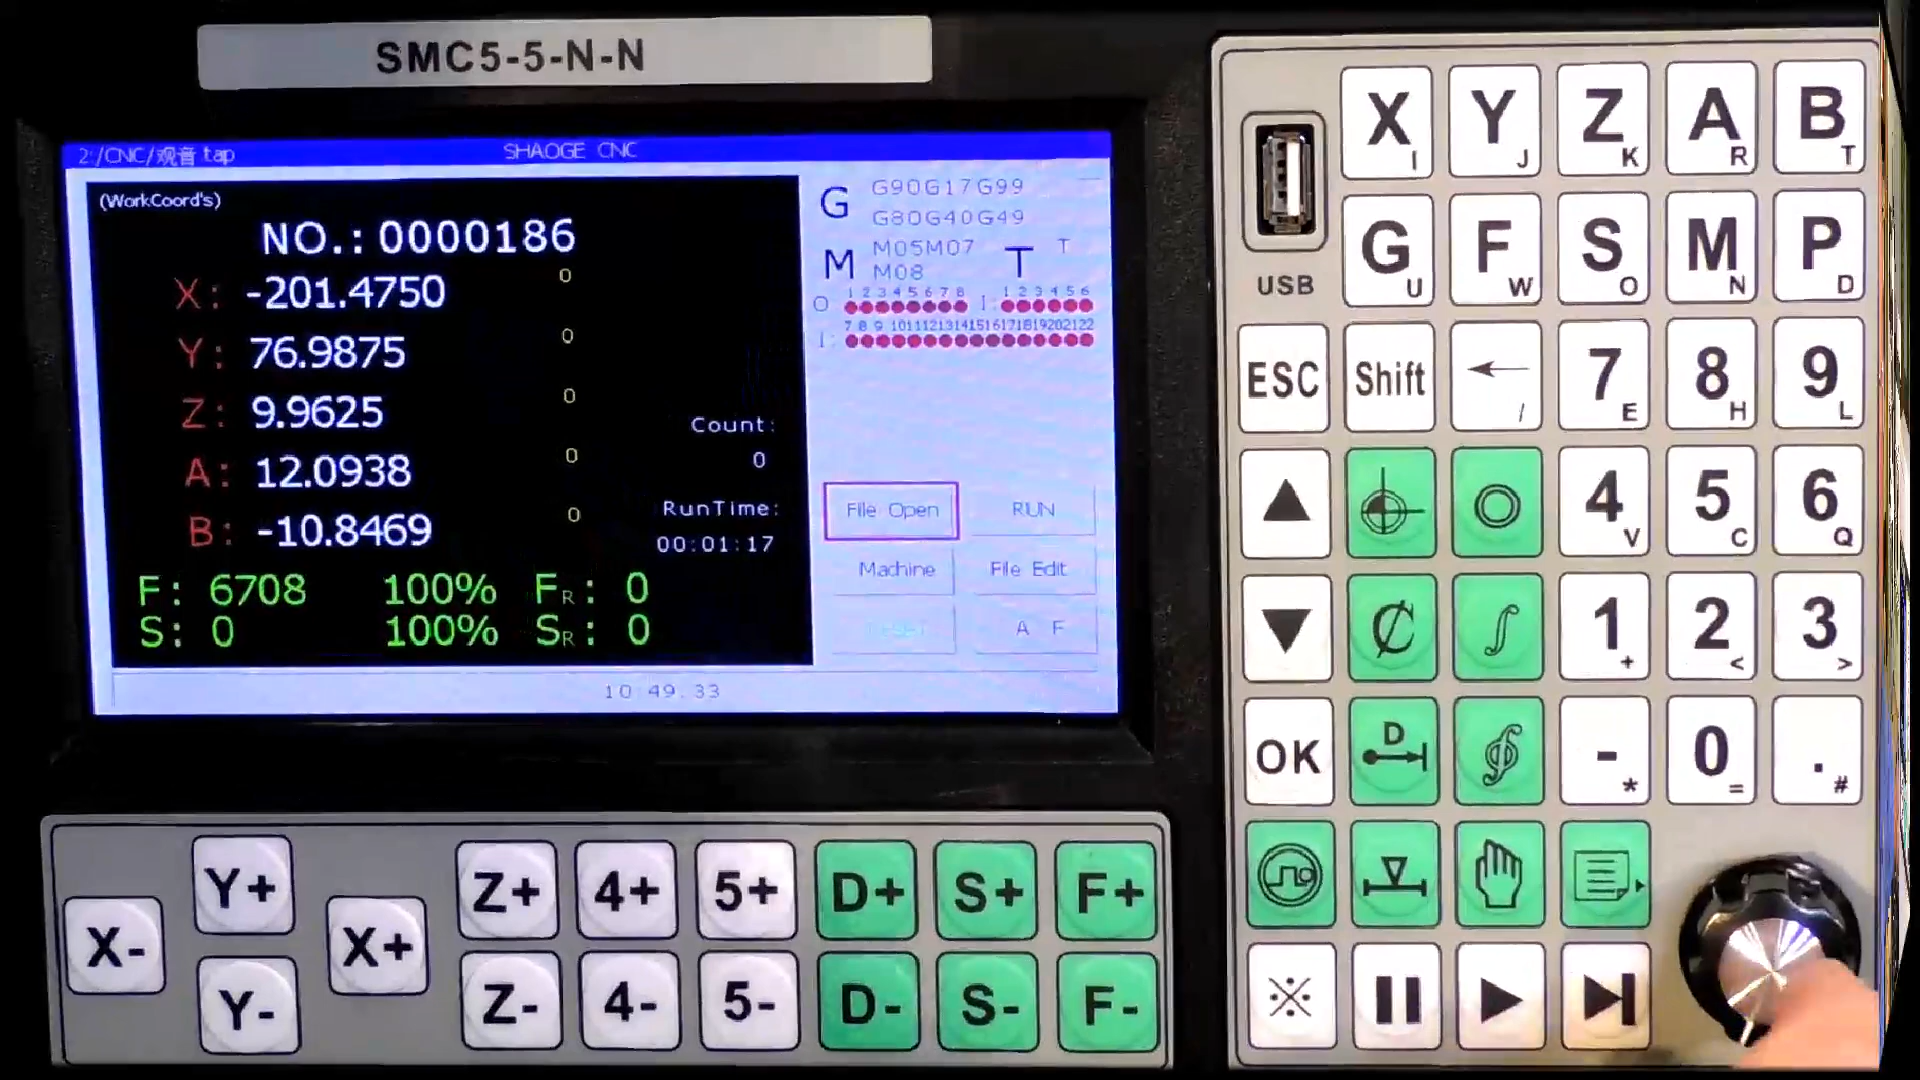 SMC5-5-N-N
2:/CNC/观音.tap
SHAOGE CNC
(WorkCoord's)
NO.: 0000186
X: -201.4750 0
Y: 76.9875 0
Z: 9.9625 0
A: 12.0938 0
B: -10.8469 0
Count:
0
RunTime:
00:01:17
F: 6708 100% FR: 0
S: 0 100% SR: 0
G G90G17G99
G80G40G49
M M05M07
M08
T T
1 2 3 4 5 6 7 8
O
1 2 3 4 5 6
I:
7 8 9 10 11 12 13 14 15 16 17 18 19 20 21 22
I:
File Open RUN
Machine File Edit
RESET A F
10:49:33
X- Y+ X+ Y-
Z+ 4+ 5+ D+ S+ F+
Z- 4- 5- D- S- F-
USB
X I Y J Z K A R B T
G U F W S O M N P D
ESC Shift ← / 7 E 8 H 9 L
4 V 5 C 6 Q
1 + 2 < 3 >
OK D - * 0 = . #